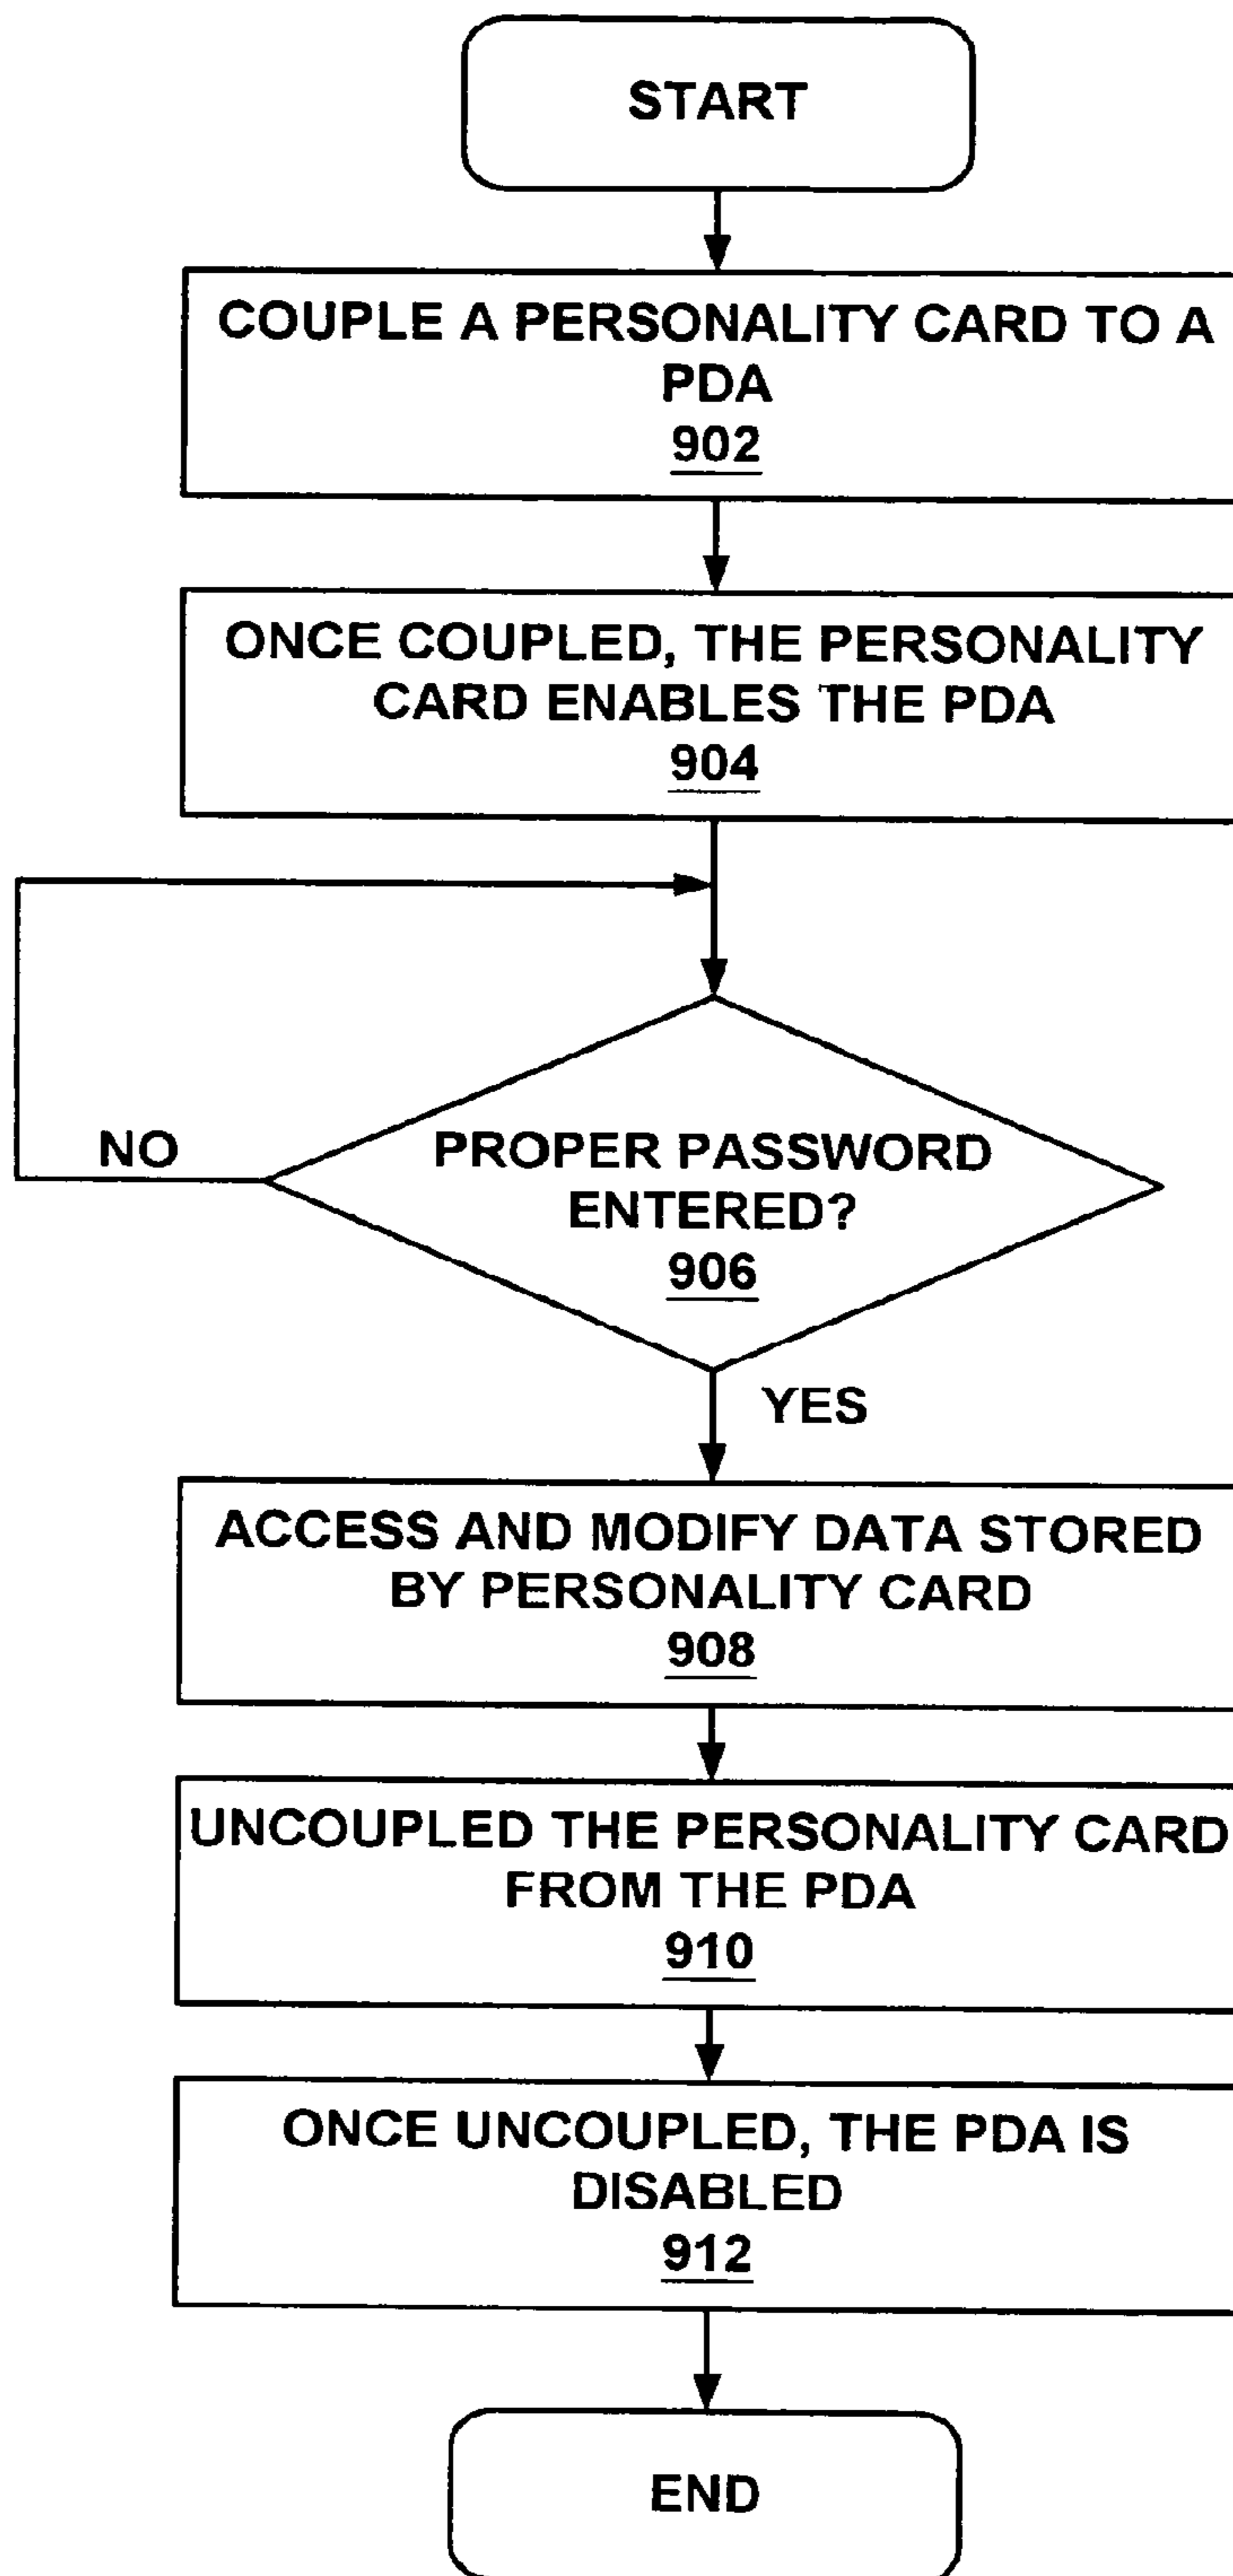 START
COUPLE A PERSONALITY CARD TO A
PDA
902
ONCE COUPLED, THE PERSONALITY
CARD ENABLES THE PDA
904
NO
PROPER PASSWORD
ENTERED?
906
YES
ACCESS AND MODIFY DATA STORED
BY PERSONALITY CARD
908
UNCOUPLED THE PERSONALITY CARD
FROM THE PDA
910
ONCE UNCOUPLED, THE PDA IS
DISABLED
912
END